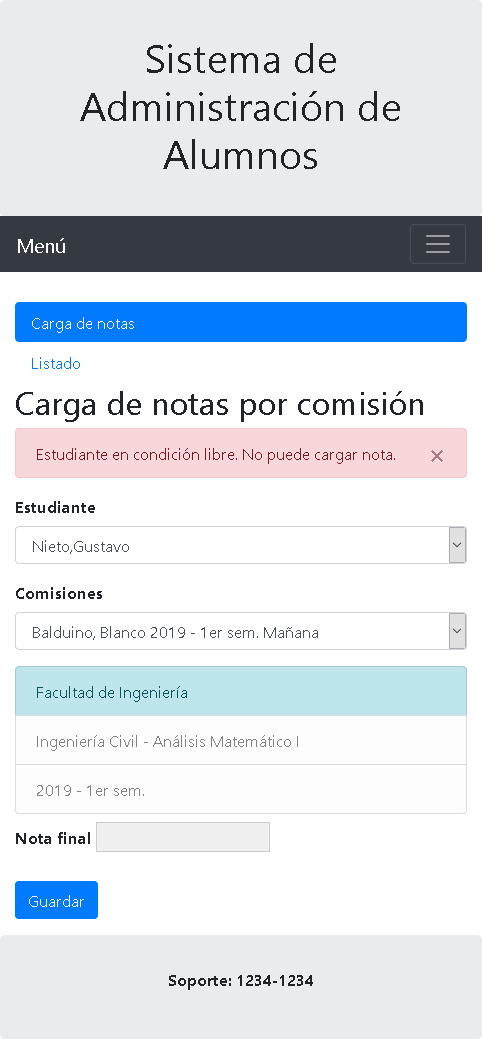 Sistema de
Administración de
Alumnos
Menú
Carga de notas
Listado
Carga de notas por comisión
Estudiante en condición libre. No puede cargar nota. ×
Estudiante
Nieto,Gustavo
Comisiones
Balduino, Blanco 2019 - 1er sem. Mañana
Facultad de Ingeniería
Ingeniería Civil - Análisis Matemático I
2019 - 1er sem.
Nota final
Guardar
Soporte: 1234-1234